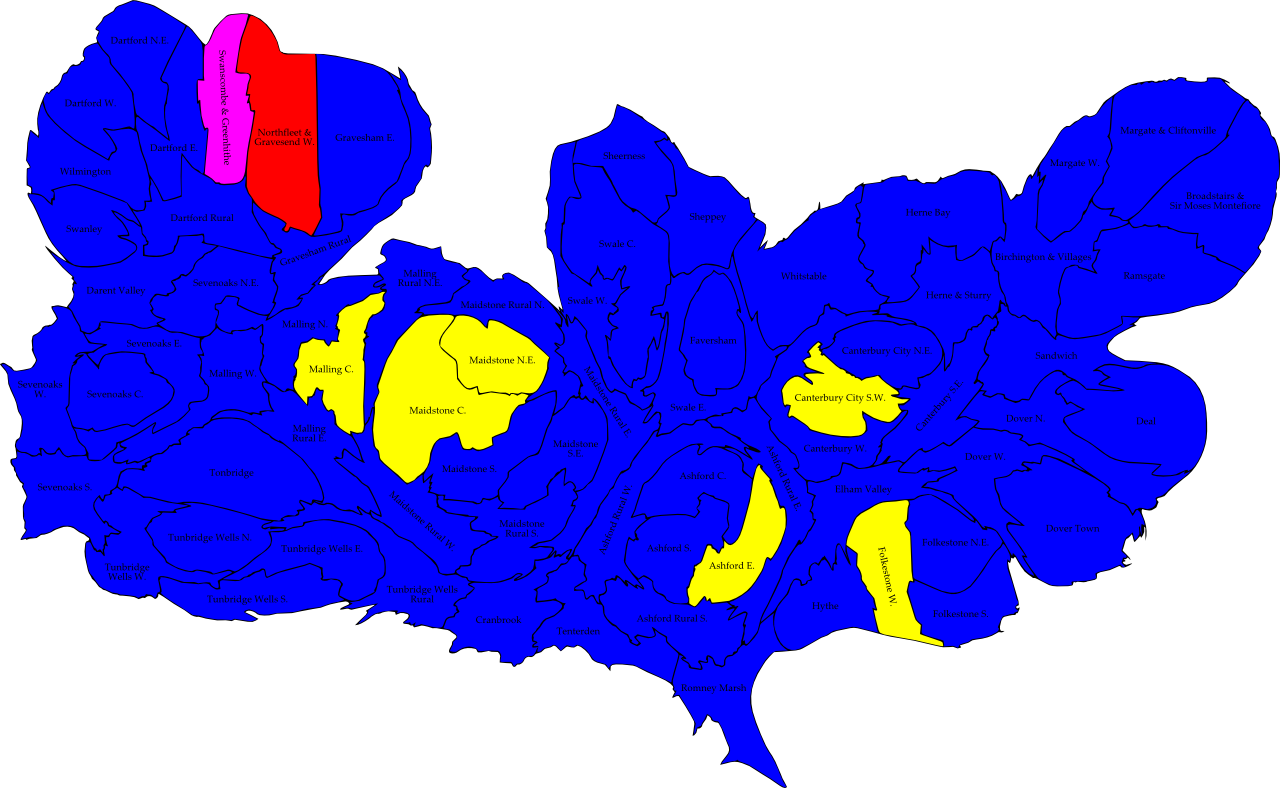 Dartford N.E.
Dartford W.
Swanscombe & Greenhithe
Northfleet &
Gravesend W.
Gravesham E.
Dartford E.
Wilmington
Swanley
Dartford Rural
Gravesham Rural
Darent Valley
Sevenoaks N.E.
Malling
Rural N.E.
Maidstone Rural N.
Malling N.
Sevenoaks E.
Sevenoaks
W.
Sevenoaks C.
Malling W.
Malling C.
Maidstone N.E.
Maidstone C.
Malling
Rural E.
Maidstone
S.E.
Maidstone S.
Maidstone Rural E.
Sevenoaks S.
Tonbridge
Maidstone Rural W.
Maidstone
Rural S.
Tunbridge Wells N.
Tunbridge Wells E.
Tunbridge
Wells W.
Tunbridge Wells S.
Tunbridge Wells
Rural
Cranbrook
Tenterden
Sheerness
Sheppey
Swale C.
Swale W.
Faversham
Swale E.
Whitstable
Herne Bay
Herne & Sturry
Margate & Cliftonville
Margate W.
Broadstairs &
Sir Moses Montefiore
Birchington & Villages
Ramsgate
Canterbury City N.E.
Canterbury City S.W.
Canterbury S.E.
Canterbury W.
Sandwich
Dover N.
Deal
Dover W.
Dover Town
Elham Valley
Ashford C.
Ashford Rural E.
Ashford Rural W.
Ashford S.
Ashford E.
Ashford Rural S.
Folkestone N.E.
Folkestone W.
Folkestone S.
Hythe
Romney Marsh